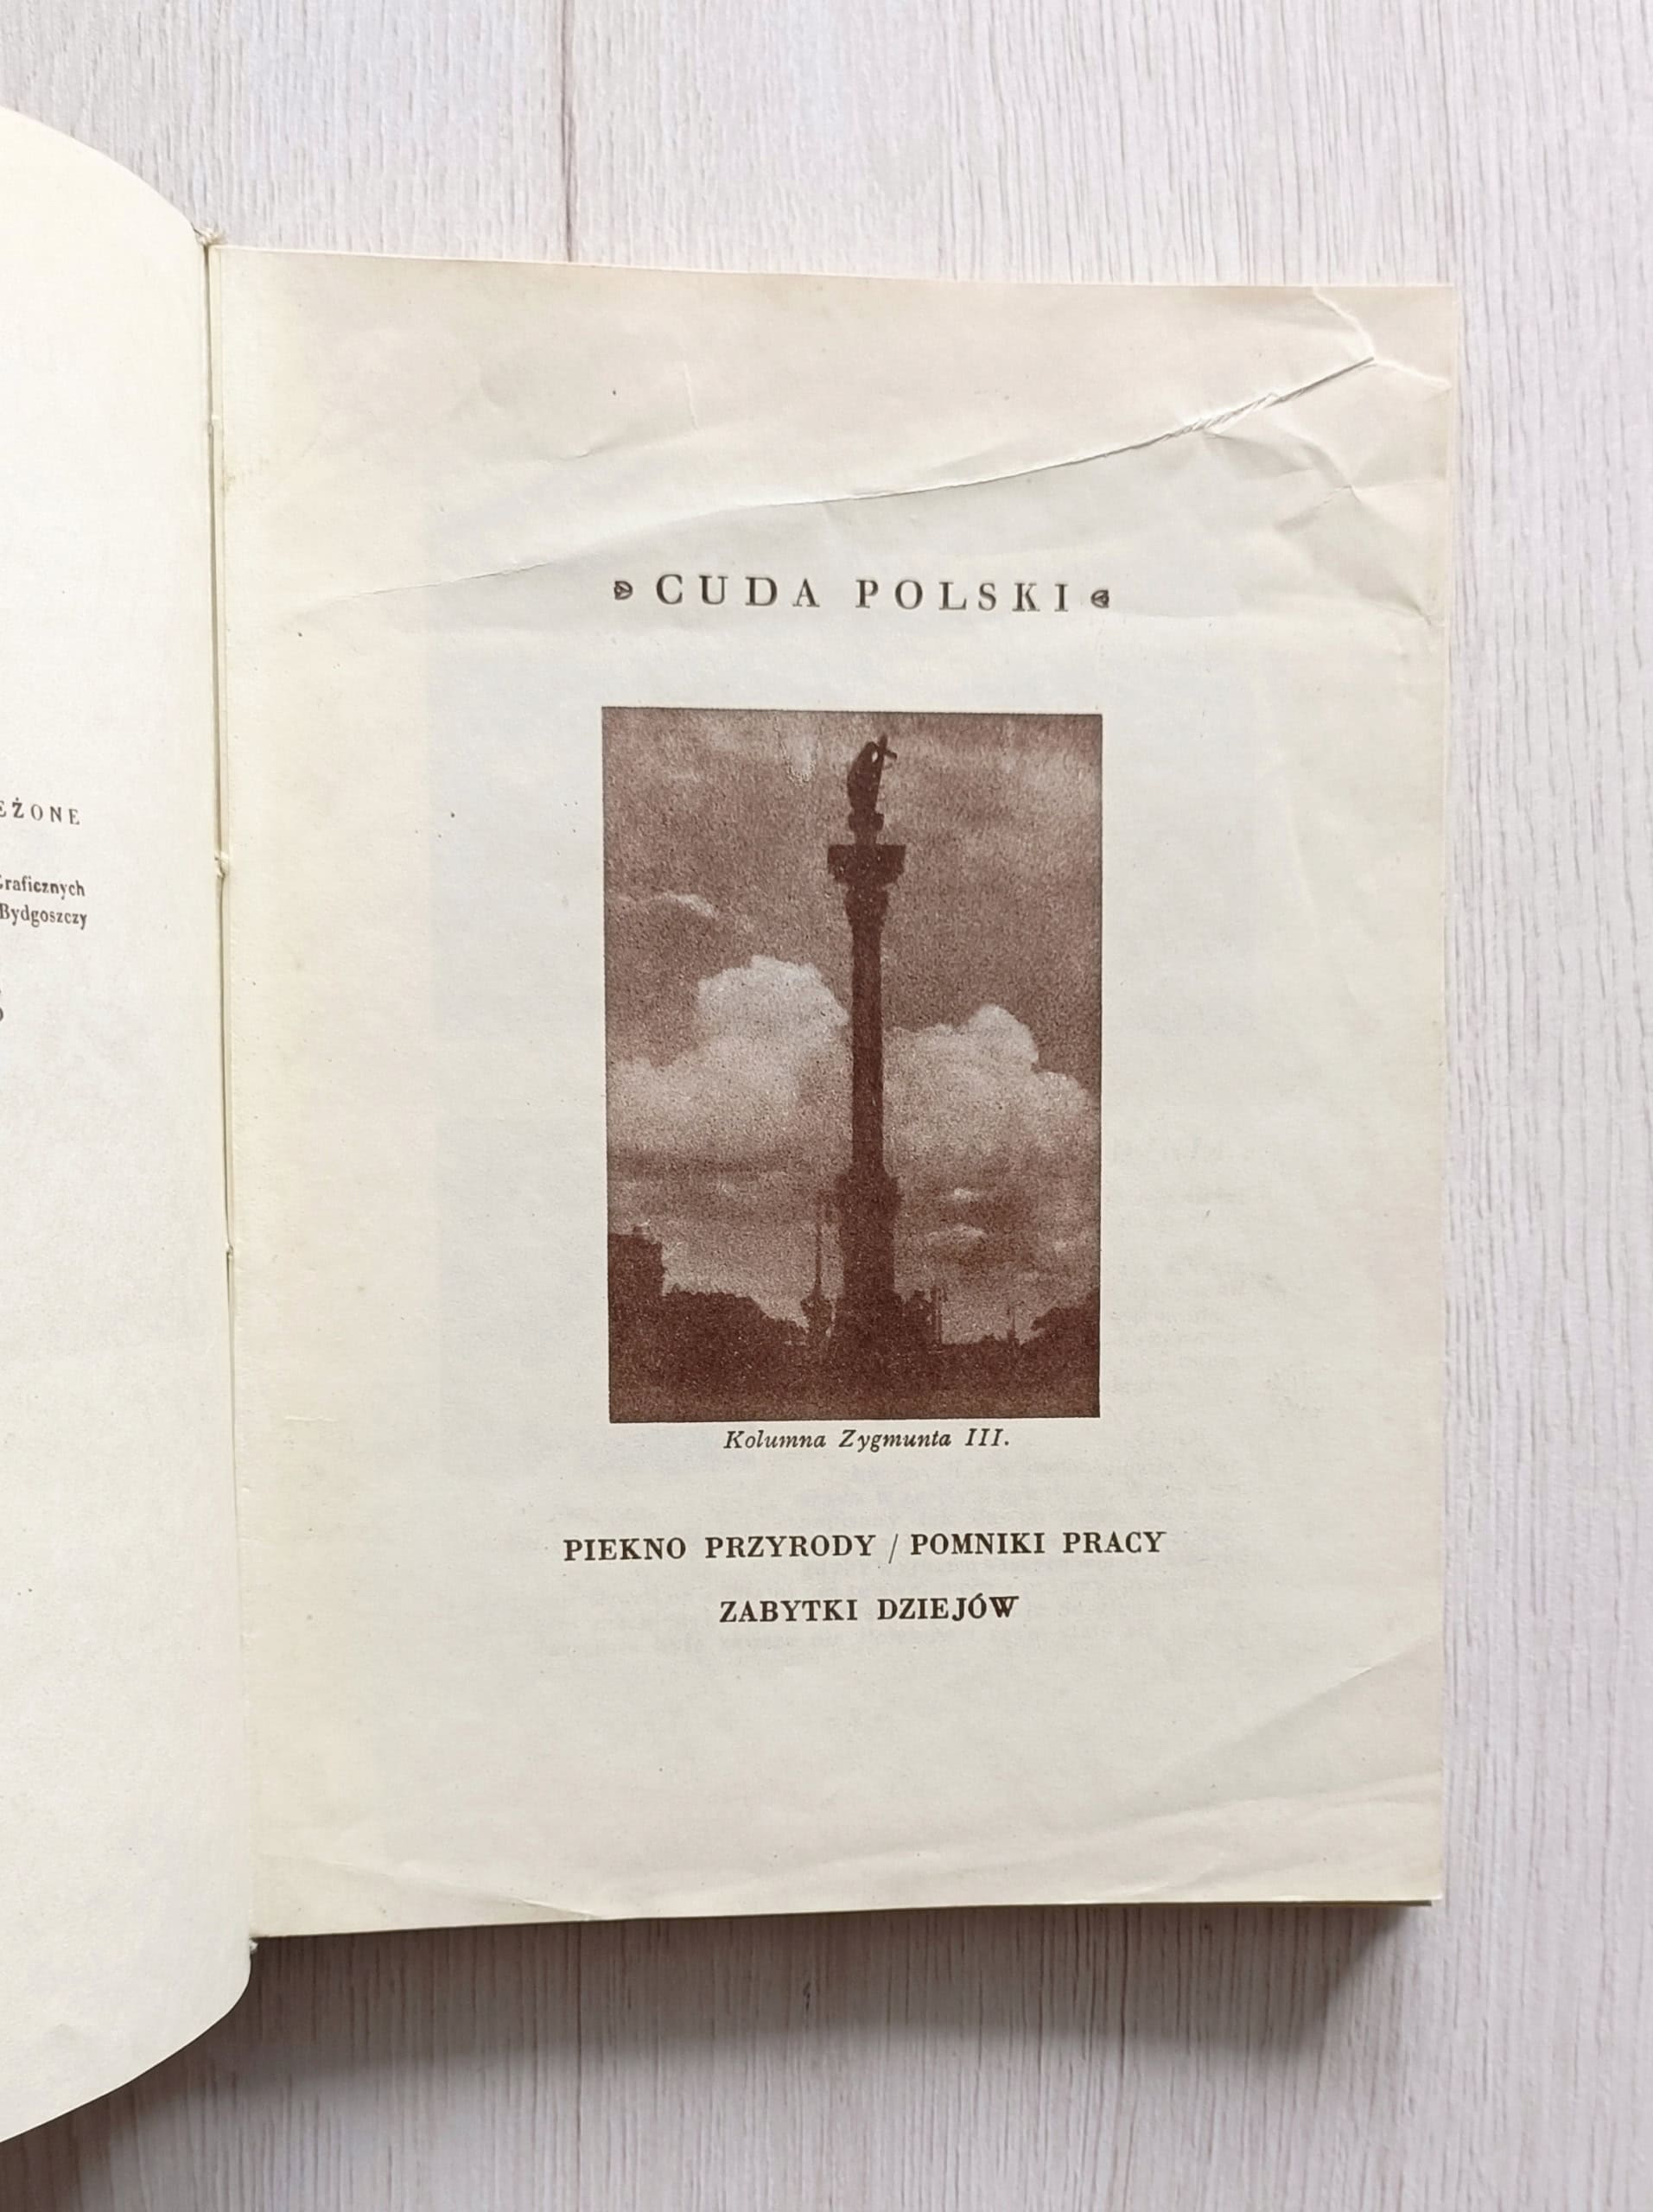 EŻONE
Graficznych
Bydgoszczy
CUDA POLSKI
Kolumna Zygmunta III.
PIEKNO PRZYRODY / POMNIKI PRACY
ZABYTKI DZIEJÓW